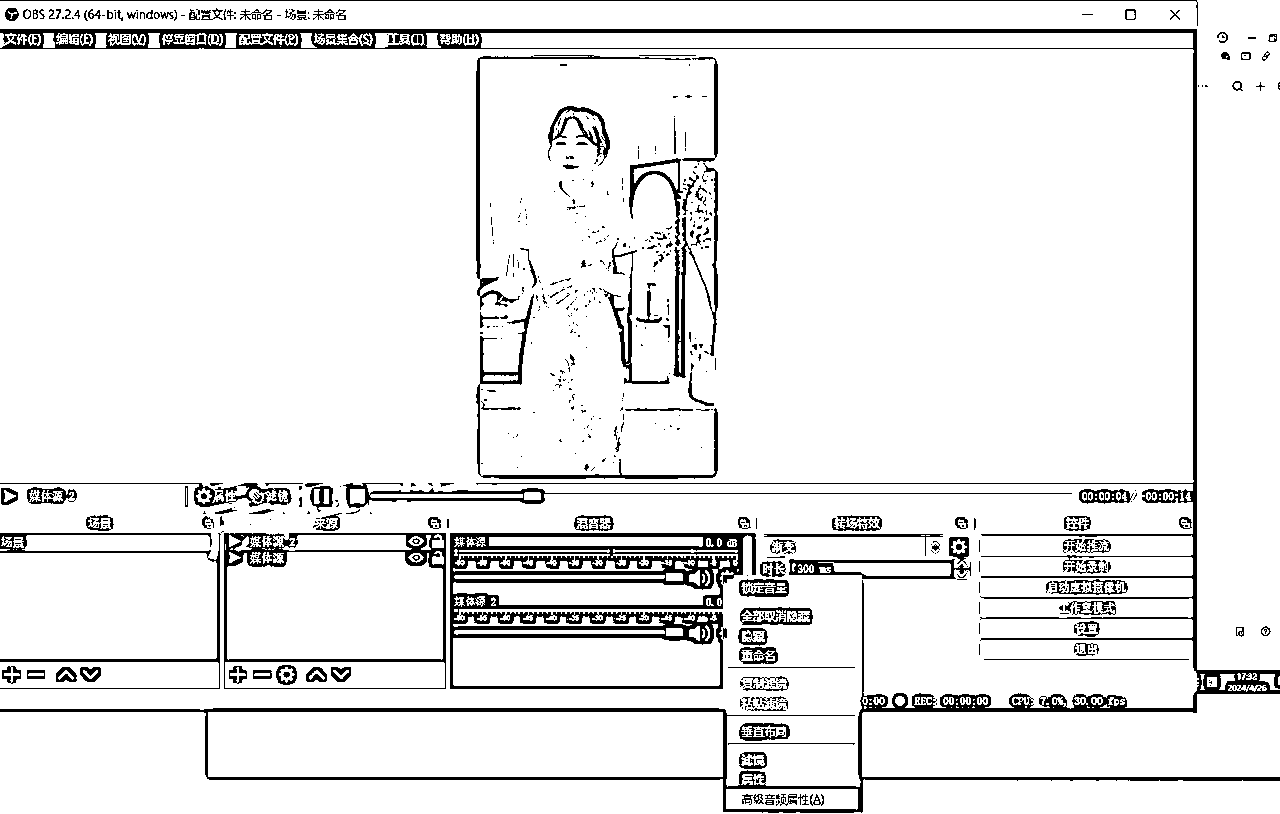 OBS 27.2.4 (64-bit, windows) - 配置文件: 未命名 - 场景: 未命名
文件(F) 编辑(E) 视图(V) 停靠窗口(D) 配置文件(P) 场景集合(S) 工具(T) 帮助(H)
媒体源 2 属性 滤镜 00:00:04 / -00:00:14
场景 来源 混音器 转场特效 控件
场景
媒体源 2
媒体源
媒体源 0.0 dB
媒体源 2 0.0
时长 300 ms
开始推流
开始录制
启动虚拟摄像机
工作室模式
设置
退出
锁定音量
全部取消隐藏
隐藏
重命名
复制滤镜
粘贴滤镜
垂直布局
滤镜
属性
高级音频属性(A)
REC: 00:00:00 CPU: 7.0%, 30.00 fps
17:32
2024/4/26